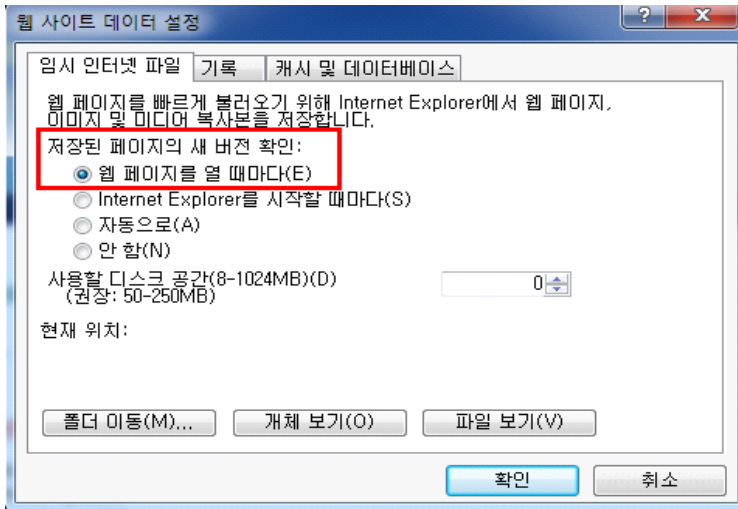 웹 사이트 데이터 설정
임시 인터넷 파일 기록 캐시 및 데이터베이스
웹 페이지를 빠르게 불러오기 위해 Internet Explorer에서 웹 페이지,
이미지 및 미디어 복사본을 저장합니다.
저장된 페이지의 새 버전 확인:
웹 페이지를 열 때마다(E)
Internet Explorer를 시작할 때마다(S)
자동으로(A)
안 함(N)
사용할 디스크 공간(8-1024MB)(D) 0
(권장: 50-250MB)
현재 위치:
폴더 이동(M)... 개체 보기(O) 파일 보기(V)
확인 취소